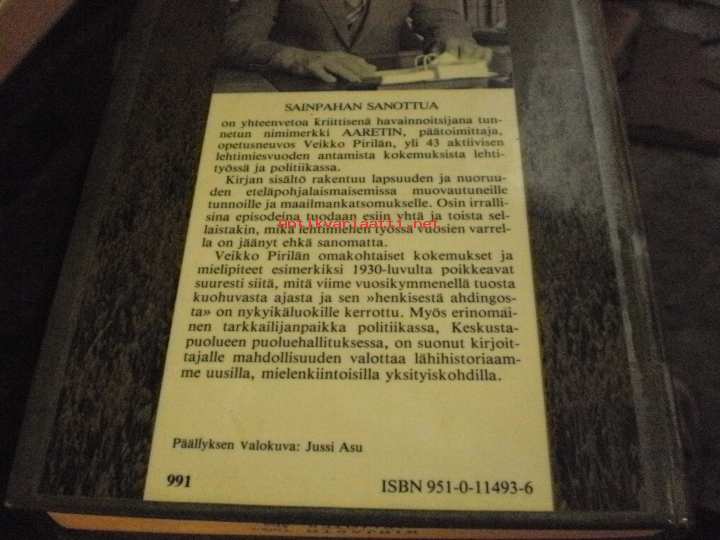 SAINPAHAN SANOTTUA
on yhteenvetoa kriittisenä havainnoitsijana tun-
netun nimimerkki AARETIN, päätoimittaja,
opetusneuvos Veikko Pirilän, yli 43 aktiivisen
lehtimiesvuoden antamista kokemuksista lehti-
työssä ja politiikassa.
Kirjan sisältö rakentuu lapsuuden ja nuoruu-
den eteläpohjalaismaisemissa muovautuneille
tunnoille ja maailmankatsomukselle. Osin irralli-
sina episodeina tuodaan esiin yhtä ja toista sel-
laistakin, mikä lehtimiehen työssä vuosien varrel-
la on jäänyt ehkä sanomatta.
antikvariaatti.net
Veikko Pirilän omakohtaiset kokemukset ja
mielipiteet esimerkiksi 1930-luvulta poikkeavat
suuresti siitä, mitä viime vuosikymmenellä tuosta
kuohuvasta ajasta ja sen »henkisestä ahdingos-
ta» on nykyikäluokille kerrottu. Myös erinomai-
nen tarkkailijanpaikka politiikassa, Keskusta-
puolueen puoluehallituksessa, on suonut kirjoit-
tajalle mahdollisuuden valottaa lähihistoriaam-
me uusilla, mielenkiintoisilla yksityiskohdilla.
Päällyksen valokuva: Jussi Asu
991
ISBN 951-0-11493-6